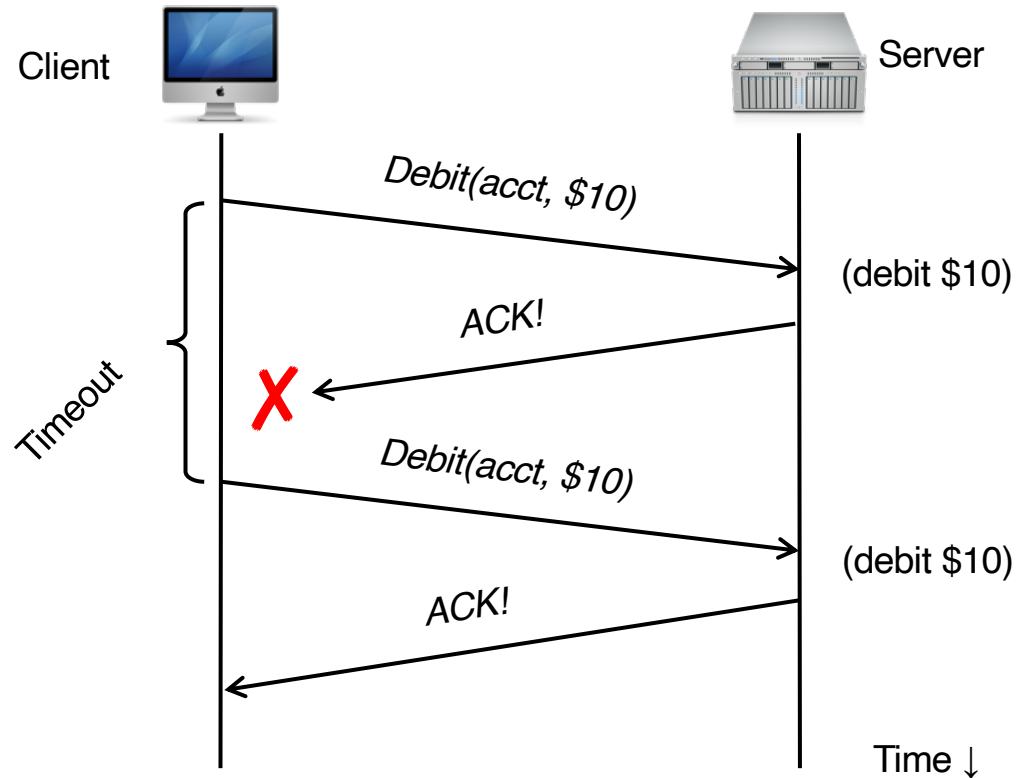 Client
Server
Debit(acct, $10)
(debit $10)
ACK!
Timeout
Debit(acct, $10)
(debit $10)
ACK!
Time ↓